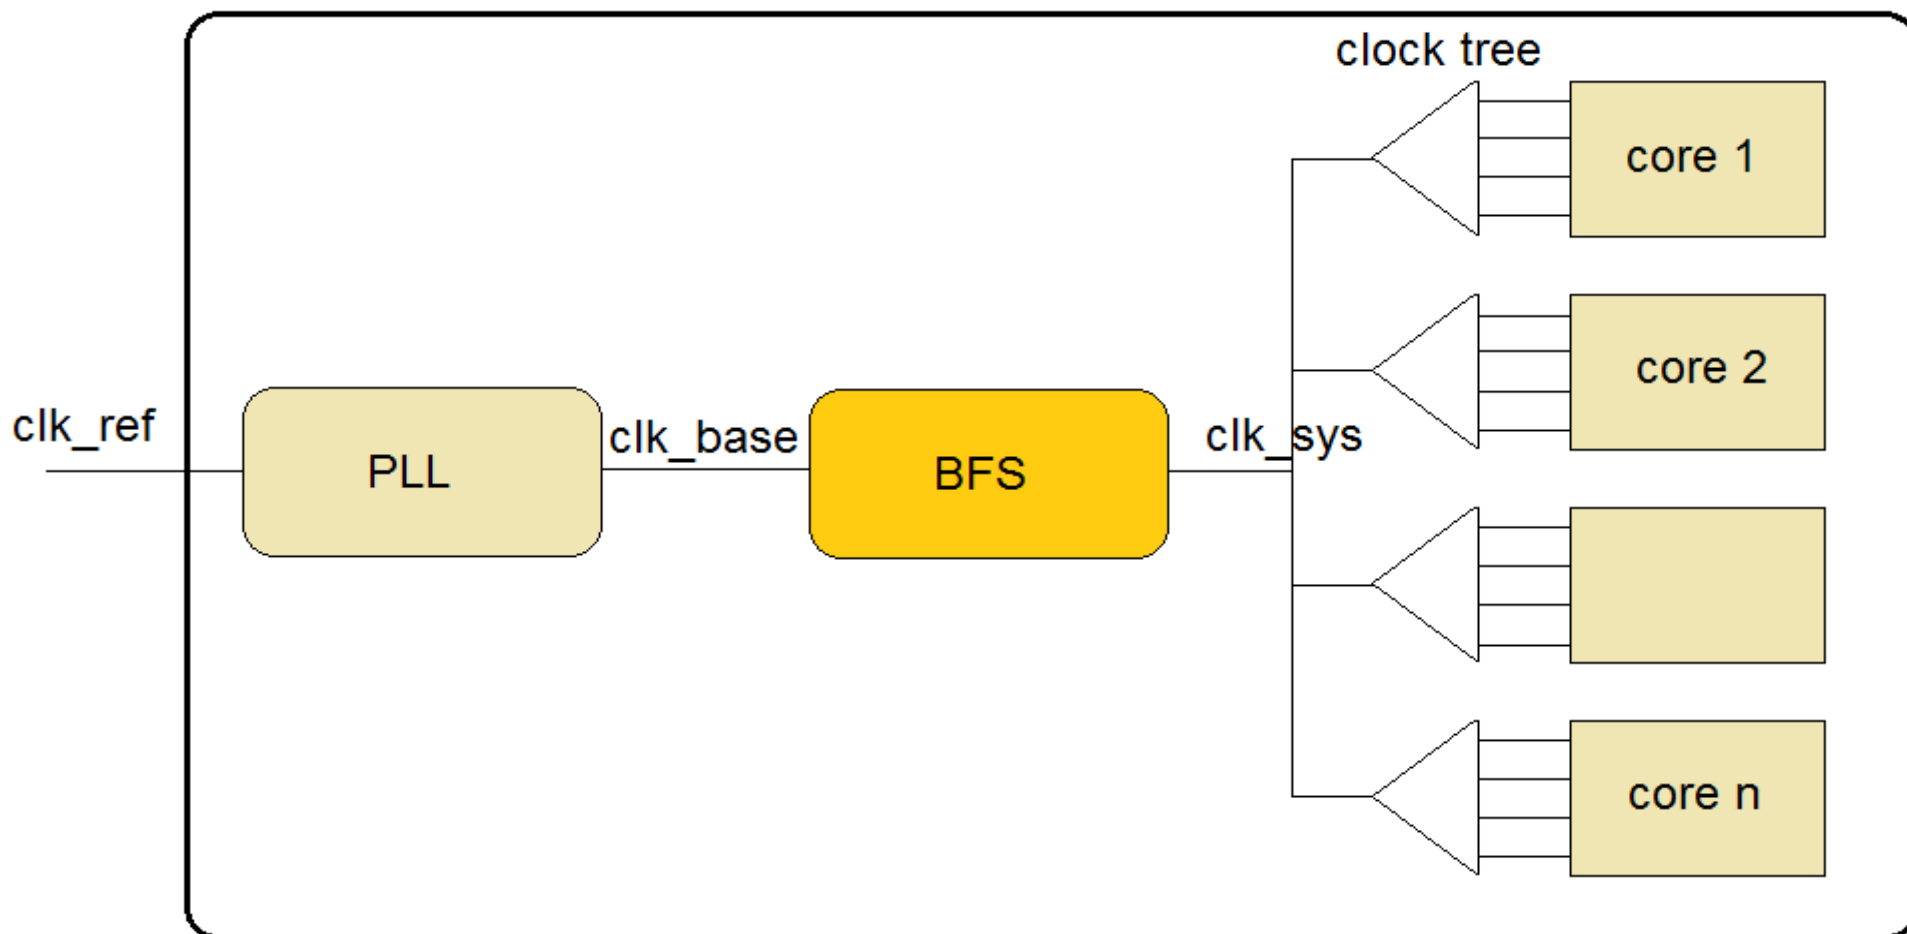 clock tree
core 1
core 2
clk_ref
PLL
clk_base
BFS
clk_sys
core n